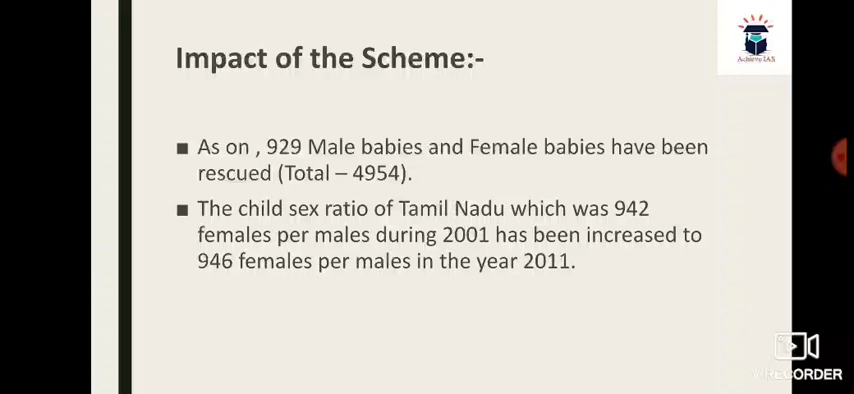 Impact of the Scheme:-
Achieve IAS
■ As on , 929 Male babies and Female babies have been
rescued (Total – 4954).
■ The child sex ratio of Tamil Nadu which was 942
females per males during 2001 has been increased to
946 females per males in the year 2011.
RECORDER